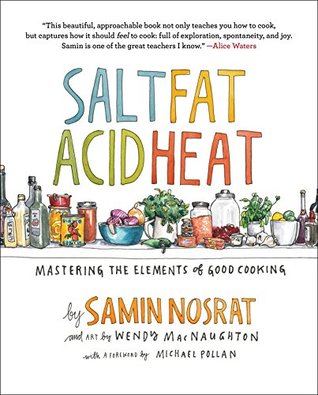 “This beautiful, approachable book not only teaches you how to cook,
but captures how it should feel to cook: full of exploration, spontaneity, and joy.
Samin is one of the great teachers I know.” —Alice Waters
SALT FAT
ACID HEAT
MASTERING THE ELEMENTS of GOOD COOKING
by SAMIN NOSRAT
and ART by WENDY MACNAUGHTON
with A FOREWORD by MICHAEL POLLAN